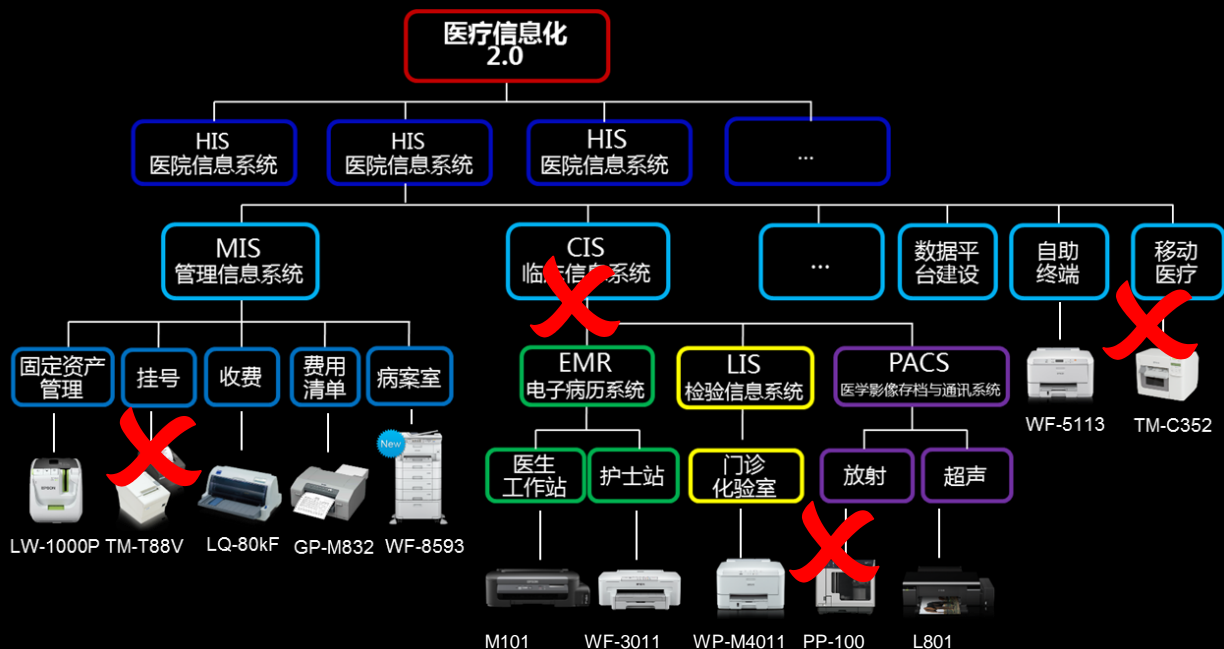 医疗信息化
2.0
HIS
医院信息系统
HIS
医院信息系统
HIS
医院信息系统
...
MIS
管理信息系统
CIS
临床信息系统
...
数据平
台建设
自助
终端
移动
医疗
固定资产
管理
挂号
收费
费用
清单
病案室
EMR
电子病历系统
LIS
检验信息系统
PACS
医学影像存档与通讯系统
WF-5113
TM-C352
New
医生
工作站
护士站
门诊
化验室
放射
超声
LW-1000P
TM-T88V
LQ-80kF
GP-M832
WF-8593
M101
WF-3011
WP-M4011
PP-100
L801